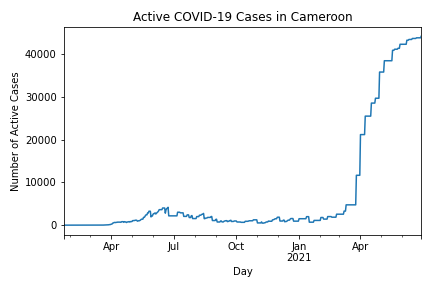 Active COVID-19 Cases in Cameroon
Number of Active Cases
40000
30000
20000
10000
0
Apr
Jul
Oct
Jan
2021
Apr
Day